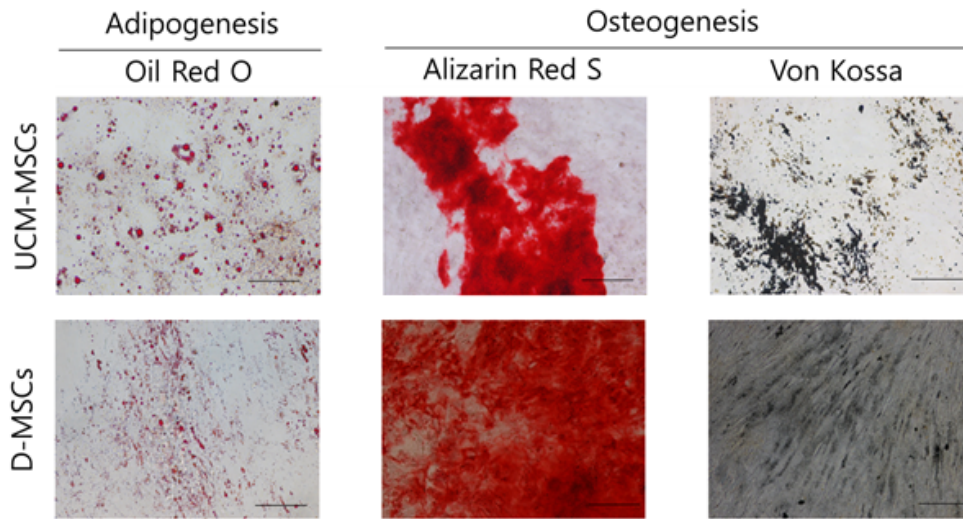 Adipogenesis
Osteogenesis
Oil Red O
Alizarin Red S
Von Kossa
UCM-MSCs
D-MSCs